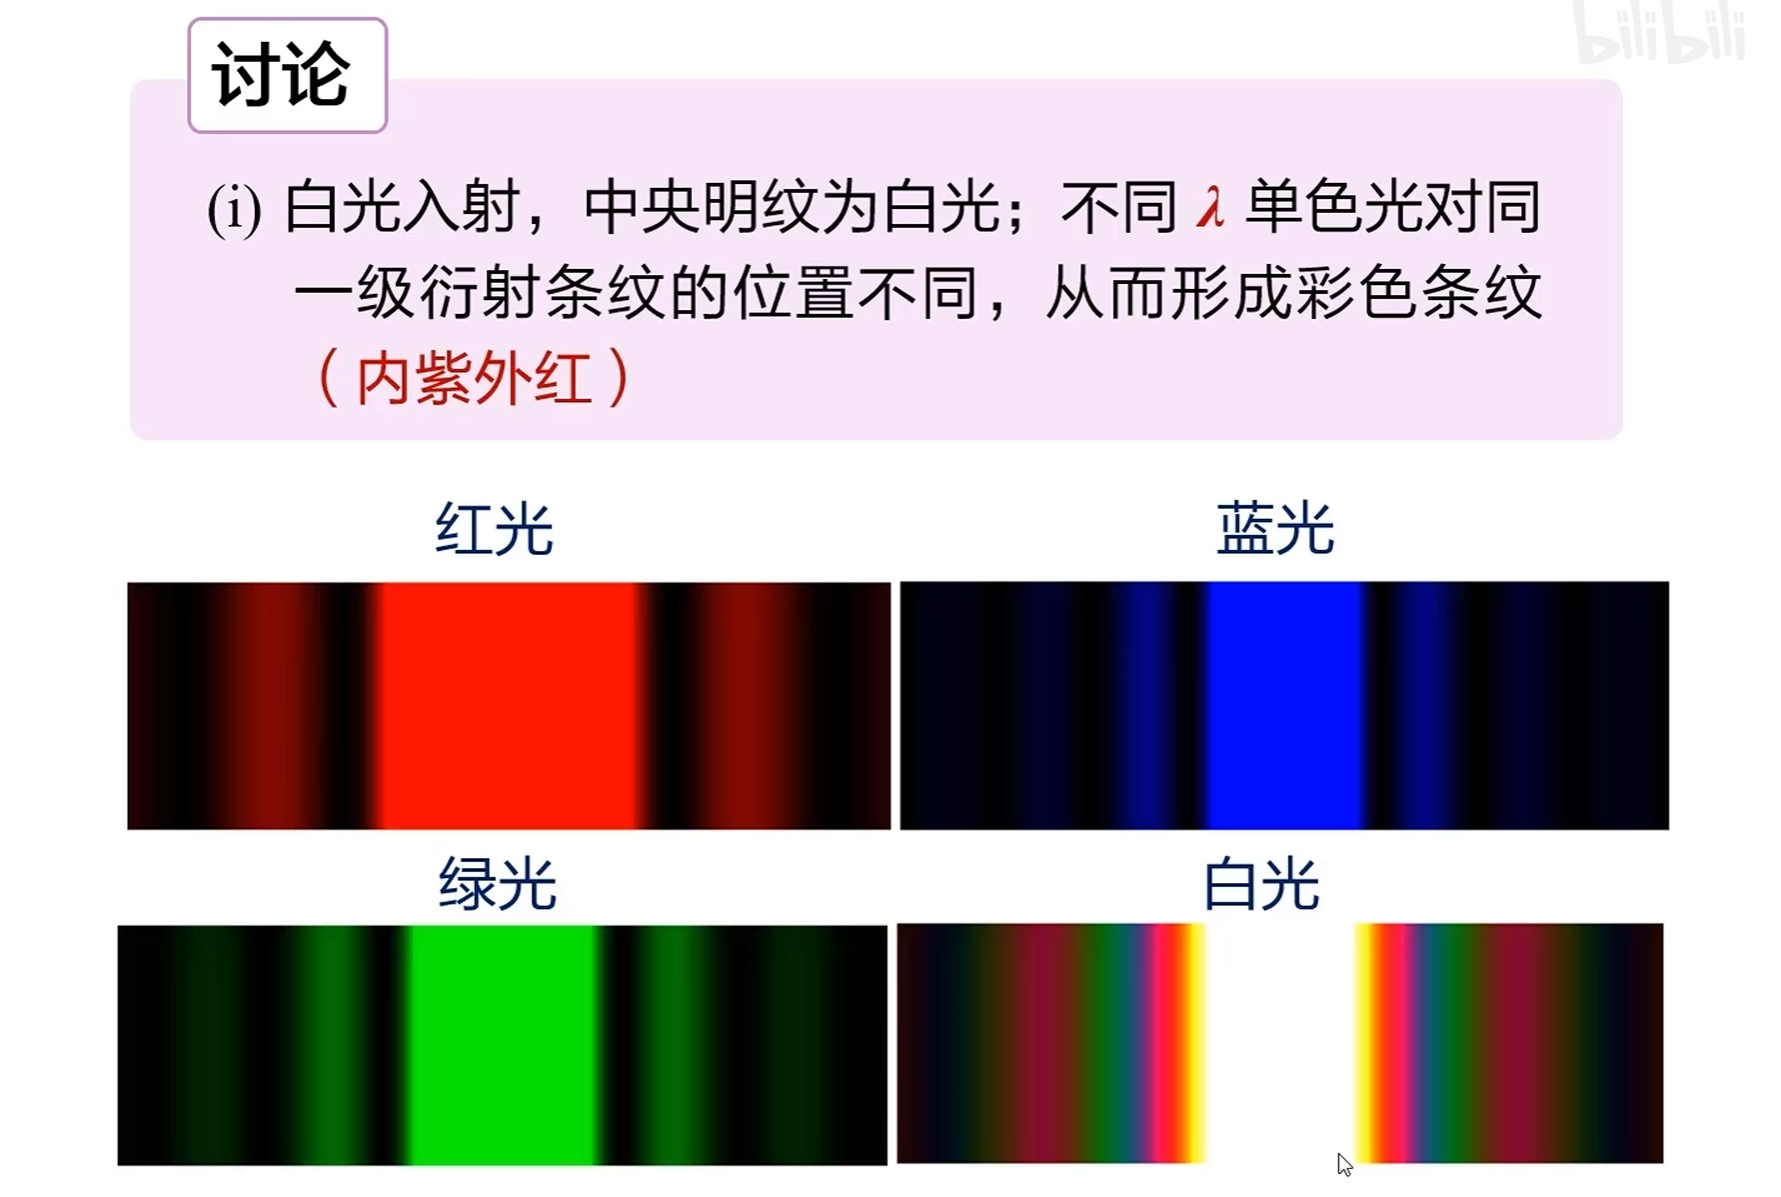 bilibili
讨论
(i) 白光入射，中央明纹为白光；不同 λ 单色光对同
一级衍射条纹的位置不同，从而形成彩色条纹
（内紫外红）
红光
蓝光
绿光
白光